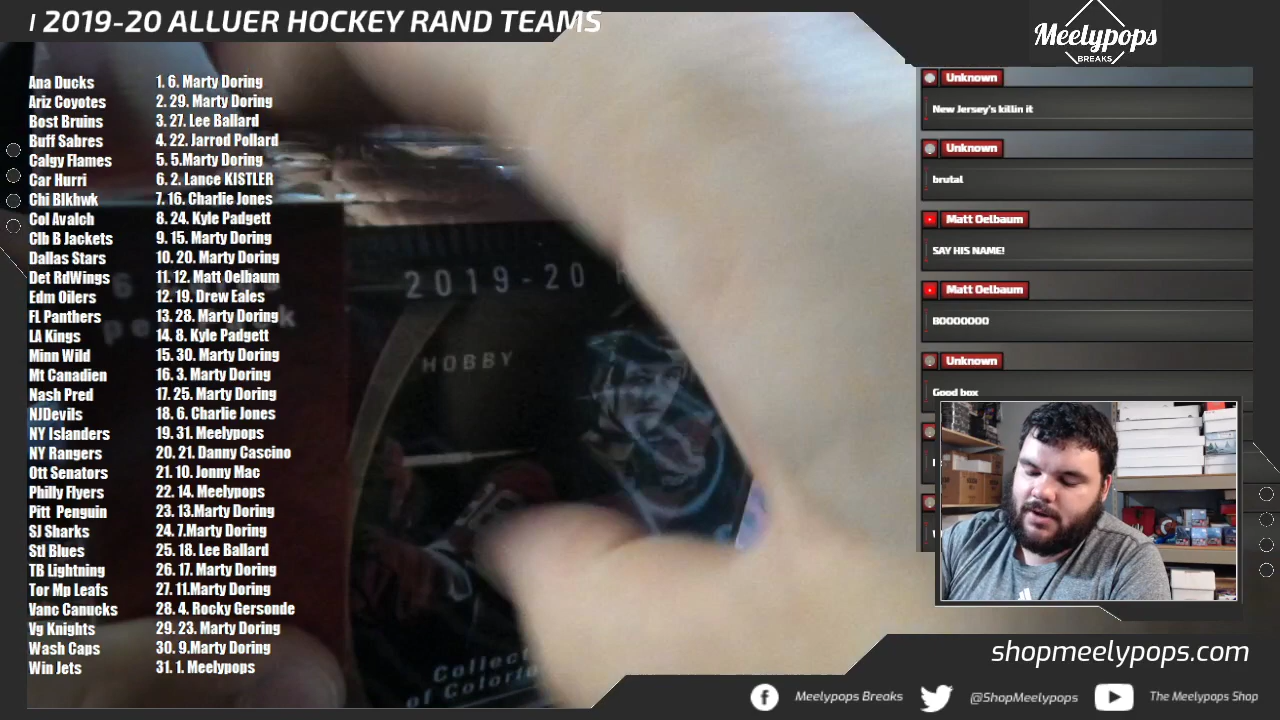 2019-20 ALLUER HOCKEY RAND TEAMS
Meelypops
BREAKS
Ana Ducks 1. 6. Marty Doring
Ariz Coyotes 2. 29. Marty Doring
Bost Bruins 3. 27. Lee Ballard
Buff Sabres 4. 22. Jarrod Pollard
Calgy Flames 5. 5.Marty Doring
Car Hurri 6. 2. Lance KISTLER
Chi Blkhwk 7. 16. Charlie Jones
Col Avalch 8. 24. Kyle Padgett
Clb B Jackets 9. 15. Marty Doring
Dallas Stars 10. 20. Marty Doring
Det RdWings 11. 12. Matt Oelbaum
Edm Oilers 12. 19. Drew Eales
FL Panthers 13. 28. Marty Doring
LA Kings 14. 8. Kyle Padgett
Minn Wild 15. 30. Marty Doring
Mt Canadien 16. 3. Marty Doring
Nash Pred 17. 25. Marty Doring
NJDevils 18. 6. Charlie Jones
NY Islanders 19. 31. Meelypops
NY Rangers 20. 21. Danny Cascino
Ott Senators 21. 10. Jonny Mac
Philly Flyers 22. 14. Meelypops
Pitt Penguin 23. 13.Marty Doring
SJ Sharks 24. 7.Marty Doring
Stl Blues 25. 18. Lee Ballard
TB Lightning 26. 17. Marty Doring
Tor Mp Leafs 27. 11.Marty Doring
Vanc Canucks 28. 4. Rocky Gersonde
Vg Knights 29. 23. Marty Doring
Wash Caps 30. 9.Marty Doring
Win Jets 31. 1. Meelypops
2019-20
HOBBY
Collect
of Colorfu
Unknown
New Jersey's killin it
Unknown
brutal
Matt Oelbaum
SAY HIS NAME!
Matt Oelbaum
BOOOOOOO
Unknown
Good box
shopmeelypops.com
Meelypops Breaks
@ShopMeelypops
The Meelypops Shop